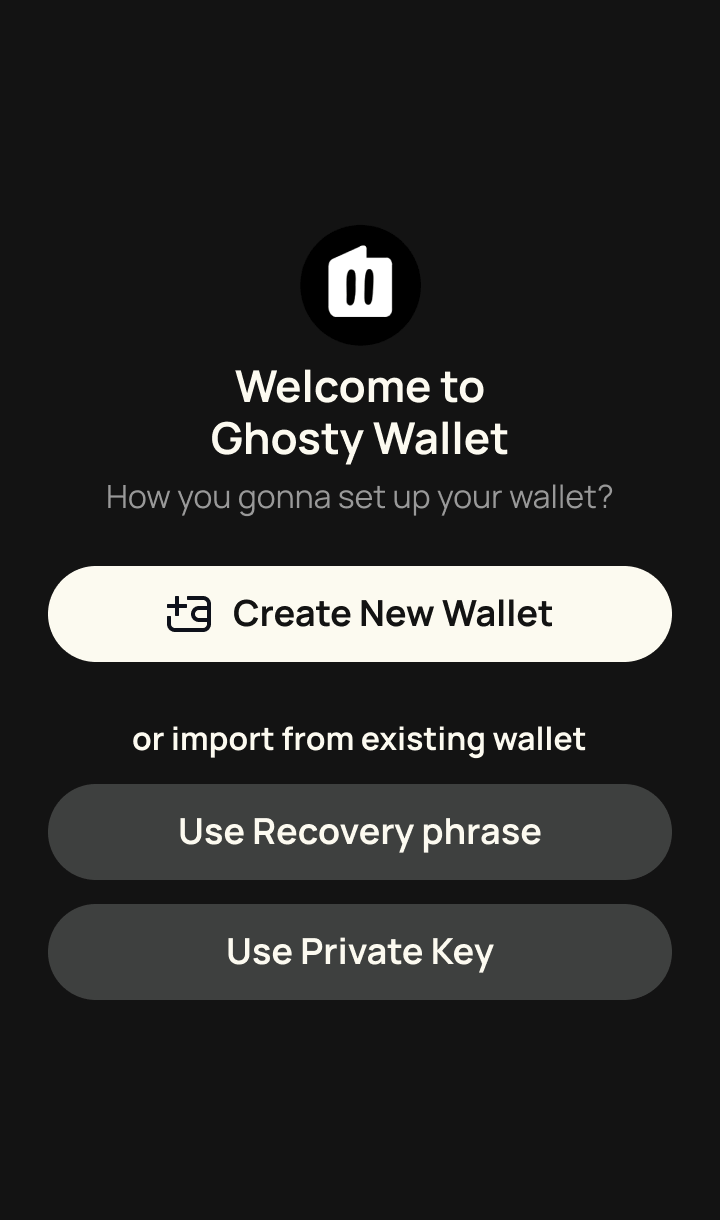 Welcome to
Ghosty Wallet
How you gonna set up your wallet?
Create New Wallet
or import from existing wallet
Use Recovery phrase
Use Private Key